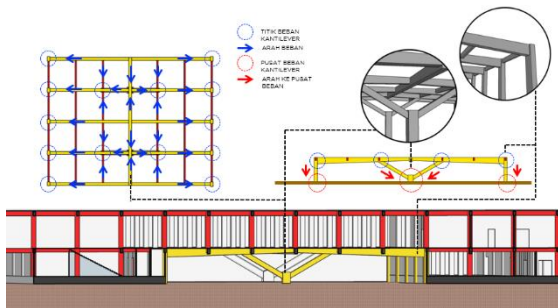 TITIK BEBAN
KANTILEVER
ARAH BEBAN
PUSAT BEBAN
KANTILEVER
ARAH KE PUSAT
BEBAN